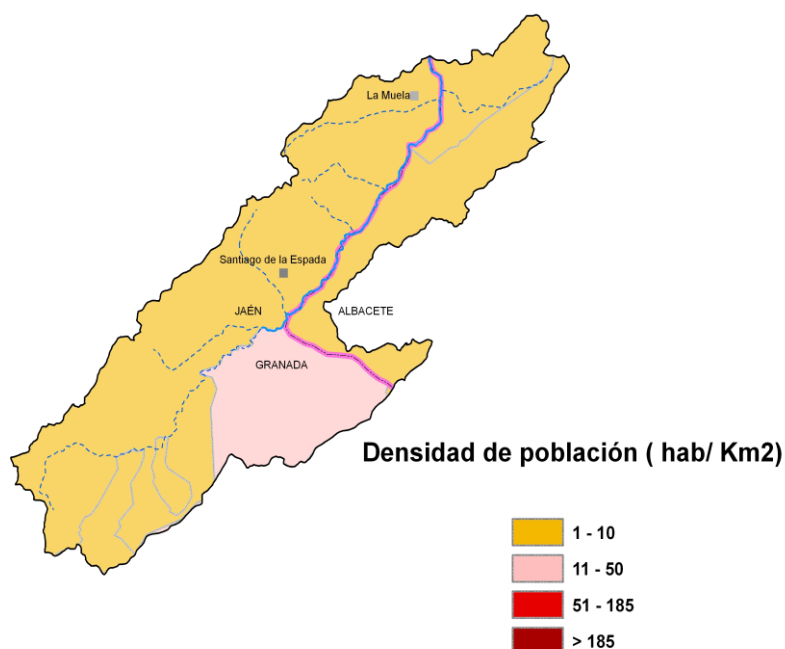 La Muela
Santiago de la Espada
JAÉN
ALBACETE
GRANADA
Densidad de población ( hab/ Km2)
1 - 10
11 - 50
51 - 185
> 185